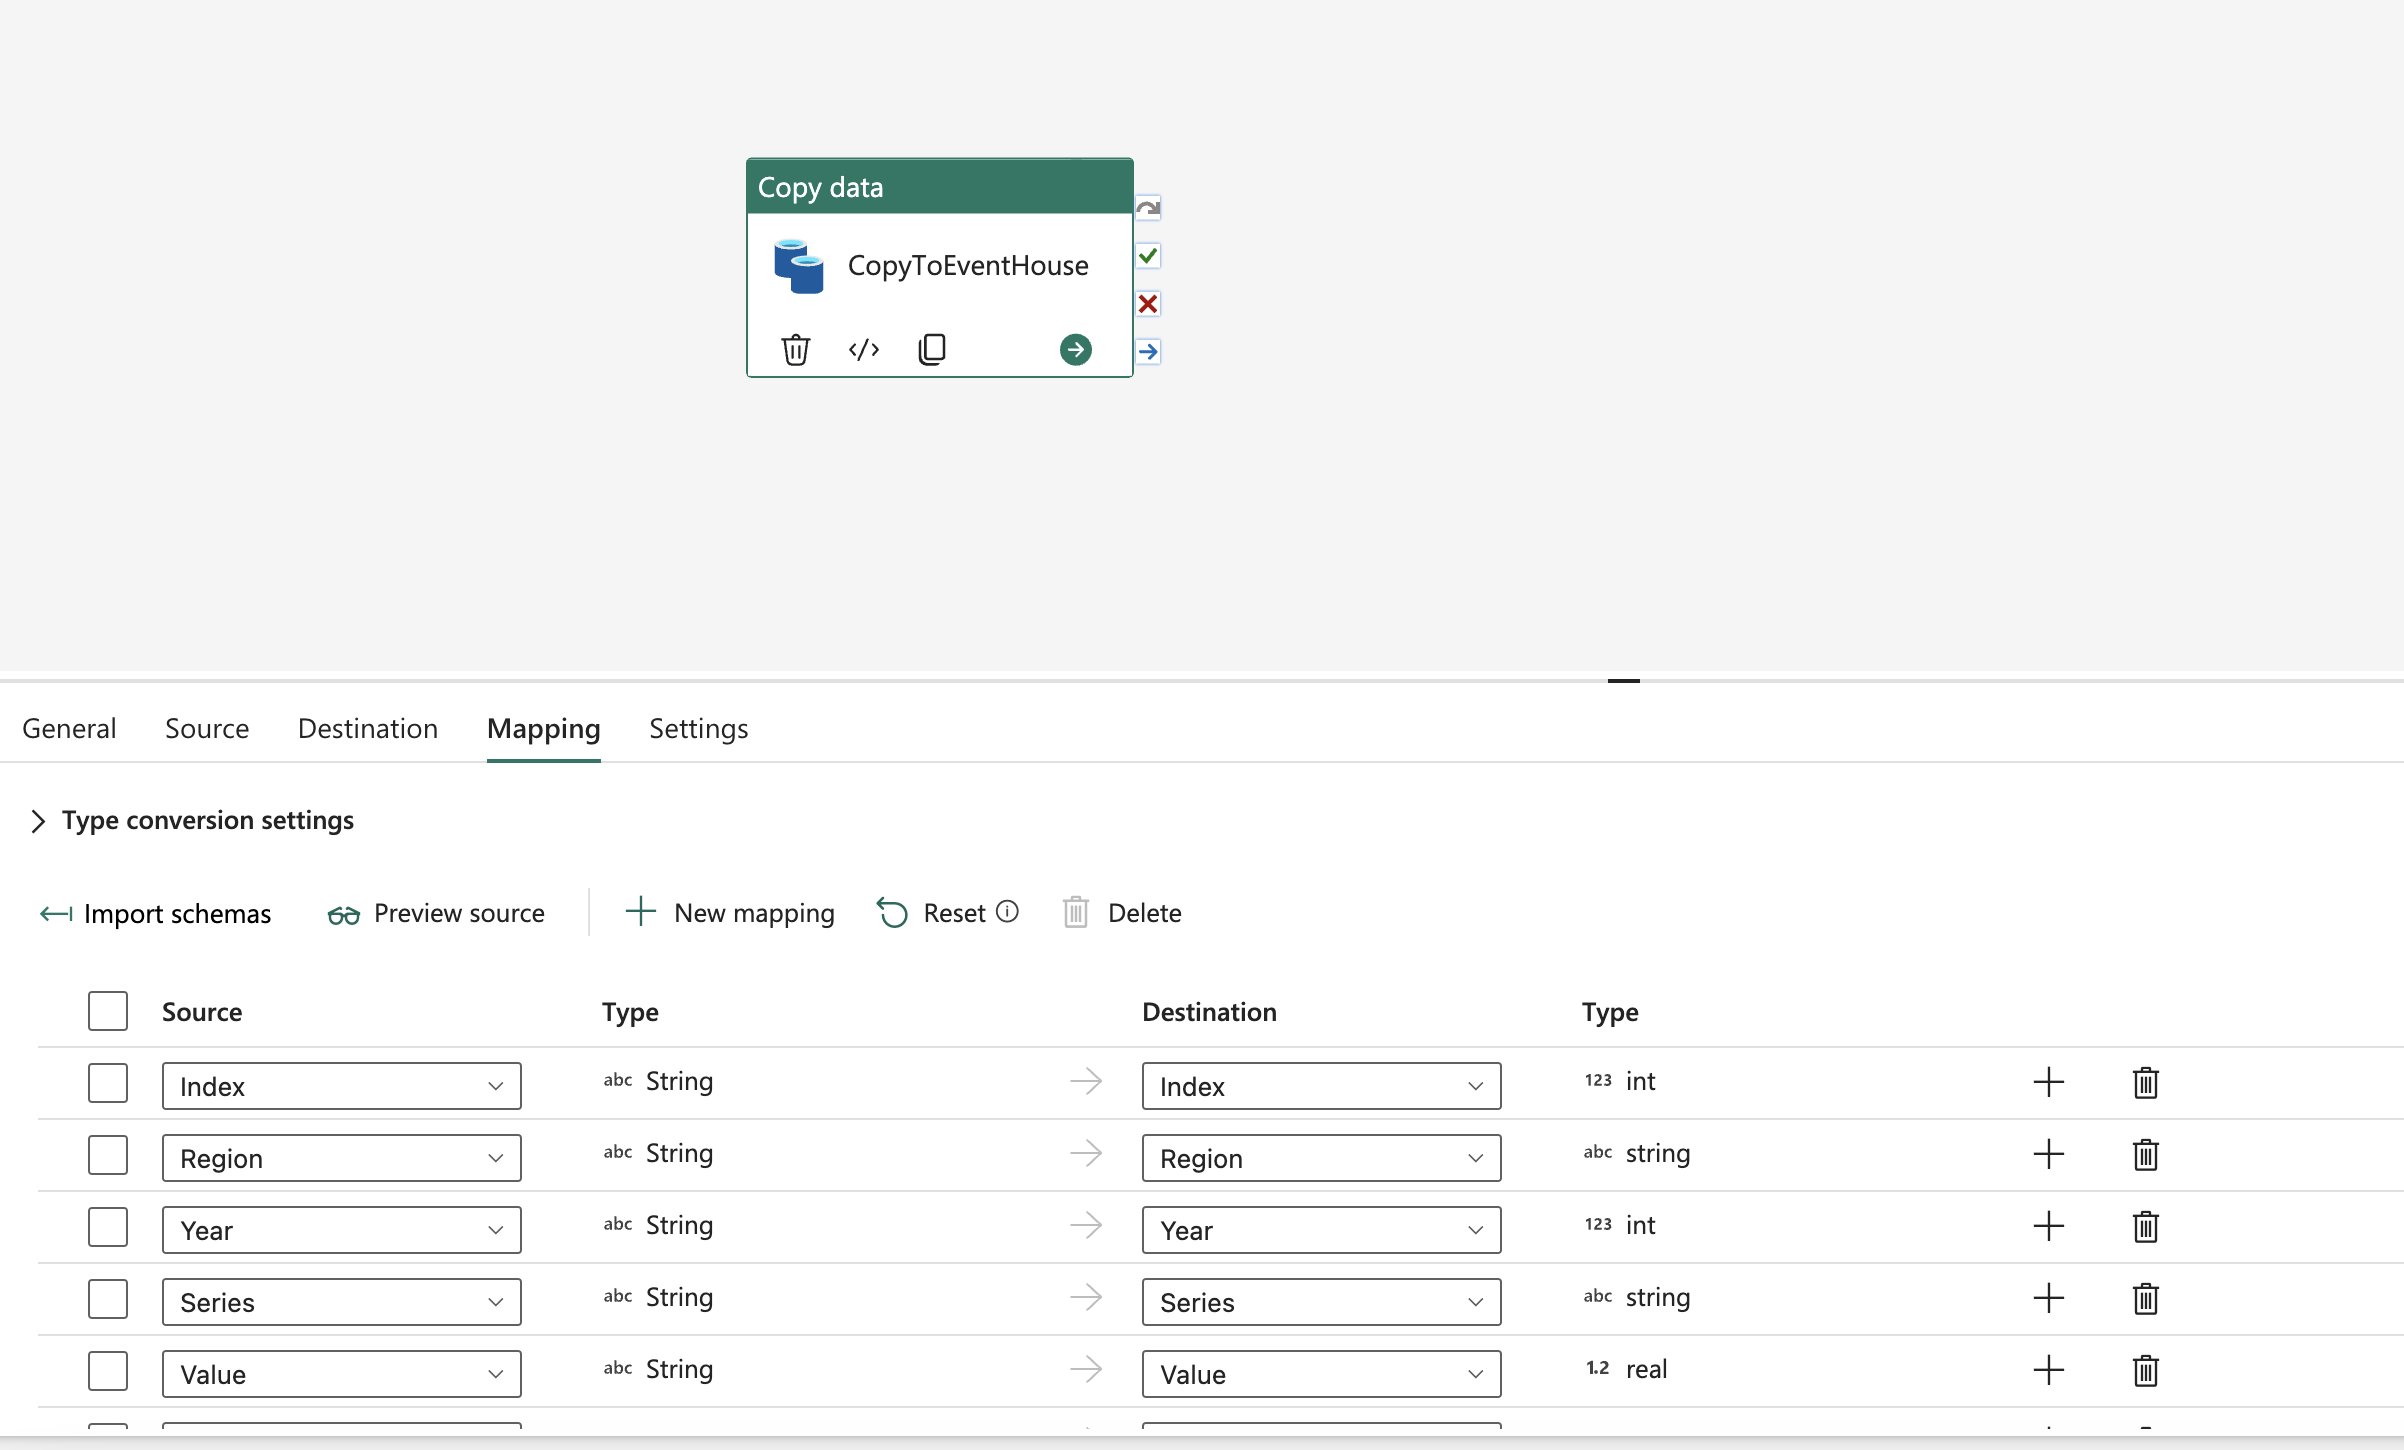 Copy data
CopyToEventHouse
General Source Destination Mapping Settings
Type conversion settings
Import schemas Preview source New mapping Reset Delete
Source Type Destination Type
Index abc String Index 123 int
Region abc String Region abc string
Year abc String Year 123 int
Series abc String Series abc string
Value abc String Value 1.2 real